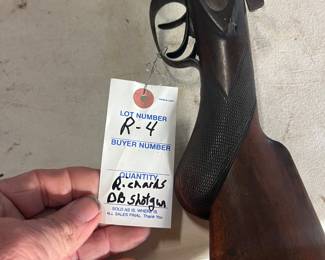 LOT NUMBER
R-4
BUYER NUMBER
QUANTITY
Richards
DB Shotgun
SOLD AS IS, WHERE IS.
ALL SALES FINAL. Thank You